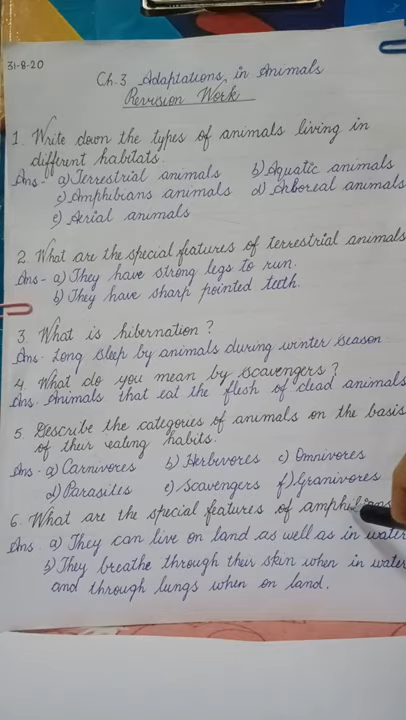 31-8-20
Ch.3 Adaptations in Animals
Revision Work
1. Write down the types of animals living in
different habitats.
Ans- a) Terrestrial animals b) Aquatic animals
c) Amphibians animals d) Arboreal animals
e) Aerial animals
2. What are the special features of terrestrial animals
Ans- a) They have strong legs to run.
b) They have sharp pointed teeth.
3. What is hibernation?
Ans. Long sleep by animals during winter season
4. What do you mean by scavengers?
Ans. Animals that eat the flesh of dead animals
5. Describe the categories of animals on the basis
of their eating habits.
Ans- a) Carnivores b) Herbivores c) Omnivores
d) Parasites e) Scavengers f) Granivores
6. What are the special features of
Ans. a) They can live on land as well as in water
b) They breathe through their skin when in water
and through lungs when on land.